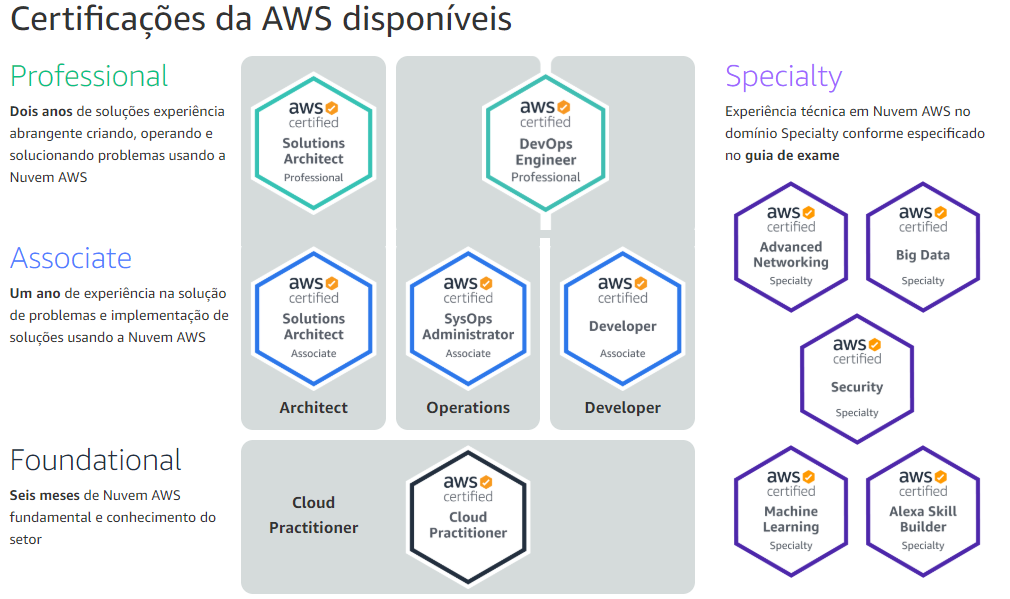 Certificações da AWS disponíveis
Professional
Dois anos de soluções experiência
abrangente criando, operando e
solucionando problemas usando a
Nuvem AWS
aws
certified
Solutions
Architect
Professional
aws
certified
DevOps
Engineer
Professional
Associate
Um ano de experiência na solução
de problemas e implementação de
soluções usando a Nuvem AWS
aws
certified
Solutions
Architect
Associate
Architect
aws
certified
SysOps
Administrator
Associate
Operations
aws
certified
Developer
Associate
Developer
Foundational
Seis meses de Nuvem AWS
fundamental e conhecimento do
setor
Cloud
Practitioner
aws
certified
Cloud
Practitioner
Specialty
Experiência técnica em Nuvem AWS no
domínio Specialty conforme especificado
no guia de exame
aws
certified
Advanced
Networking
Specialty
aws
certified
Big Data
Specialty
aws
certified
Security
Specialty
aws
certified
Machine
Learning
Specialty
aws
certified
Alexa Skill
Builder
Specialty